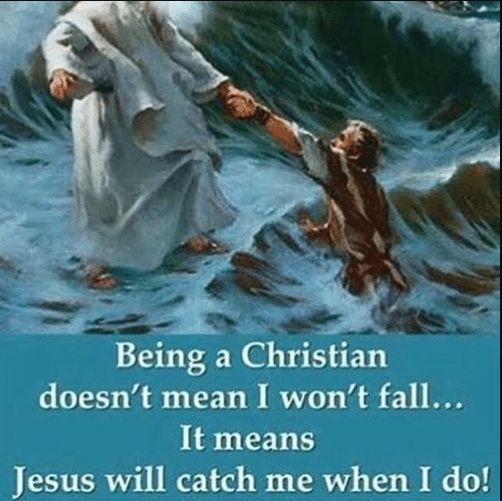 Being a Christian
doesn't mean I won't fall...
It means
Jesus will catch me when I do!